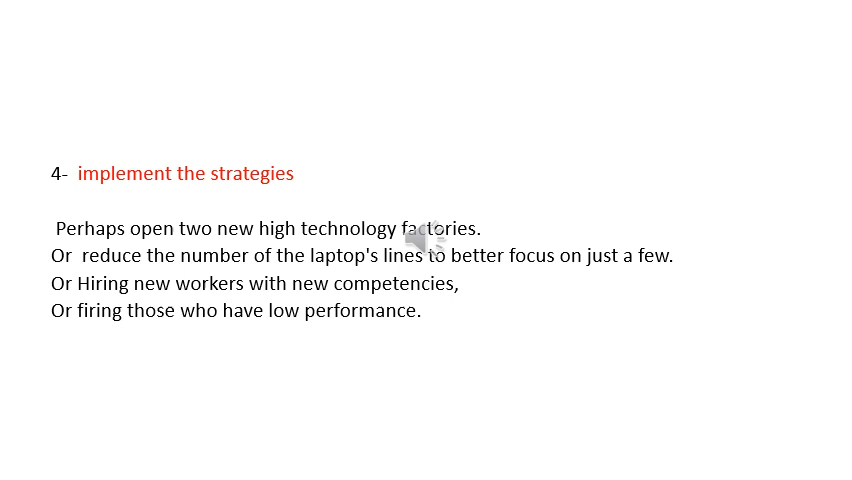 4- implement the strategies
Perhaps open two new high technology factories.
Or reduce the number of the laptop's lines to better focus on just a few.
Or Hiring new workers with new competencies,
Or firing those who have low performance.